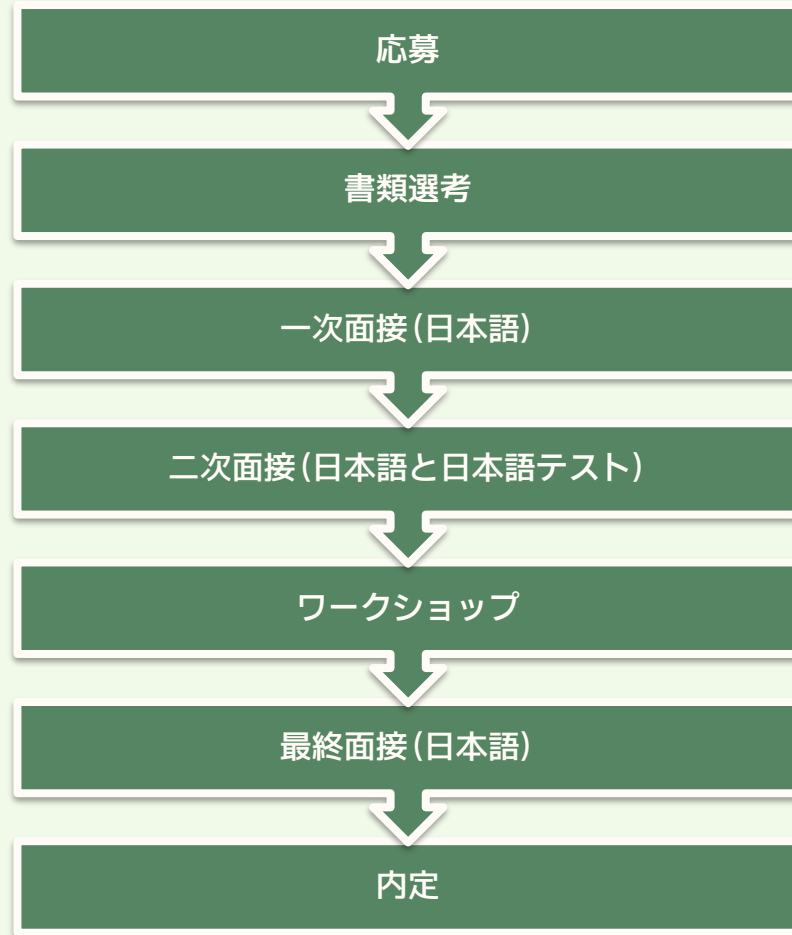 応募
書類選考
一次面接(日本語)
二次面接(日本語と日本語テスト)
ワークショップ
最終面接(日本語)
内定